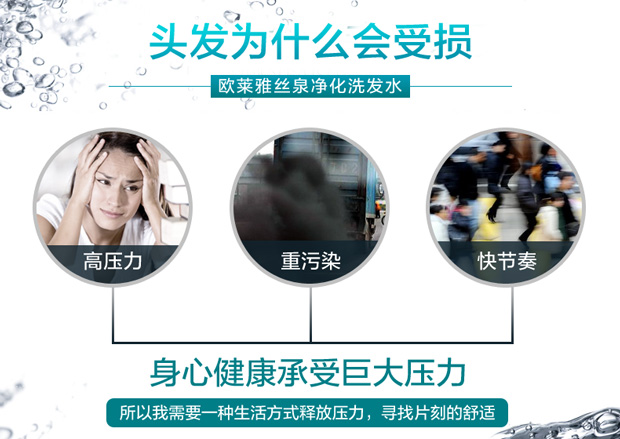 头发为什么会受损
欧莱雅丝泉净化洗发水
高压力
重污染
快节奏
身心健康承受巨大压力
所以我需要一种生活方式释放压力，寻找片刻的舒适